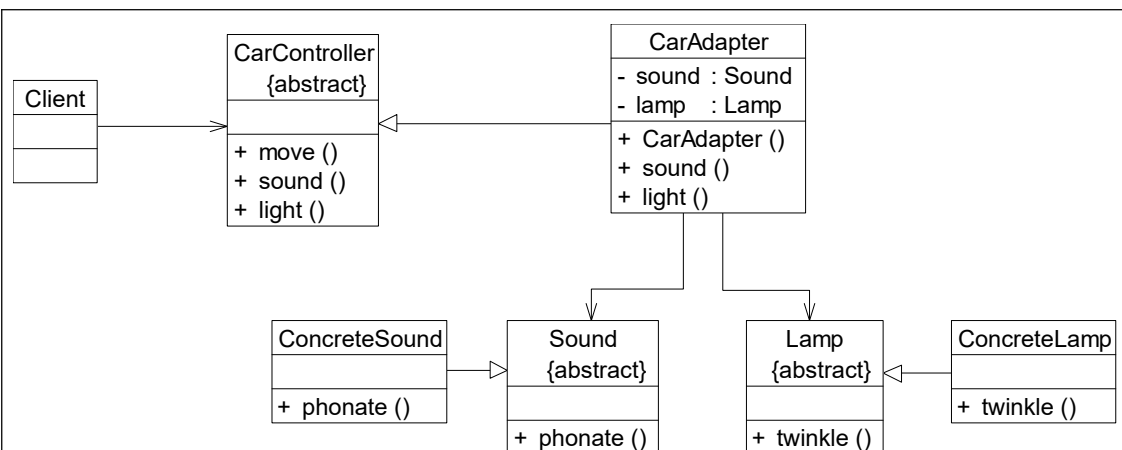 Client
CarController
{abstract}
+ move ()
+ sound ()
+ light ()
CarAdapter
- sound : Sound
- lamp : Lamp
+ CarAdapter ()
+ sound ()
+ light ()
ConcreteSound
+ phonate ()
Sound
{abstract}
+ phonate ()
Lamp
{abstract}
+ twinkle ()
ConcreteLamp
+ twinkle ()